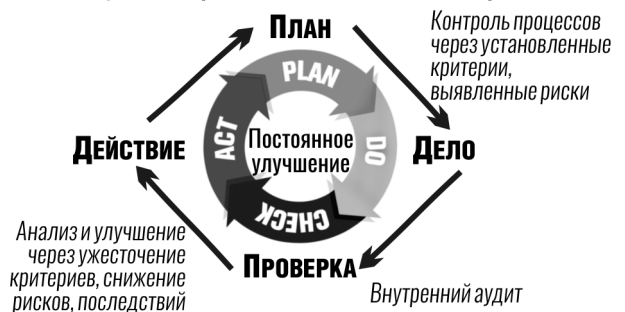 План
Контроль процессов
через установленные
критерии,
выявленные риски
PLAN
Действие
ACT
Постоянное
улучшение
DO
Дело
CHECK
Анализ и улучшение
через ужесточение
критериев, снижение
рисков, последствий
Проверка
Внутренний аудит